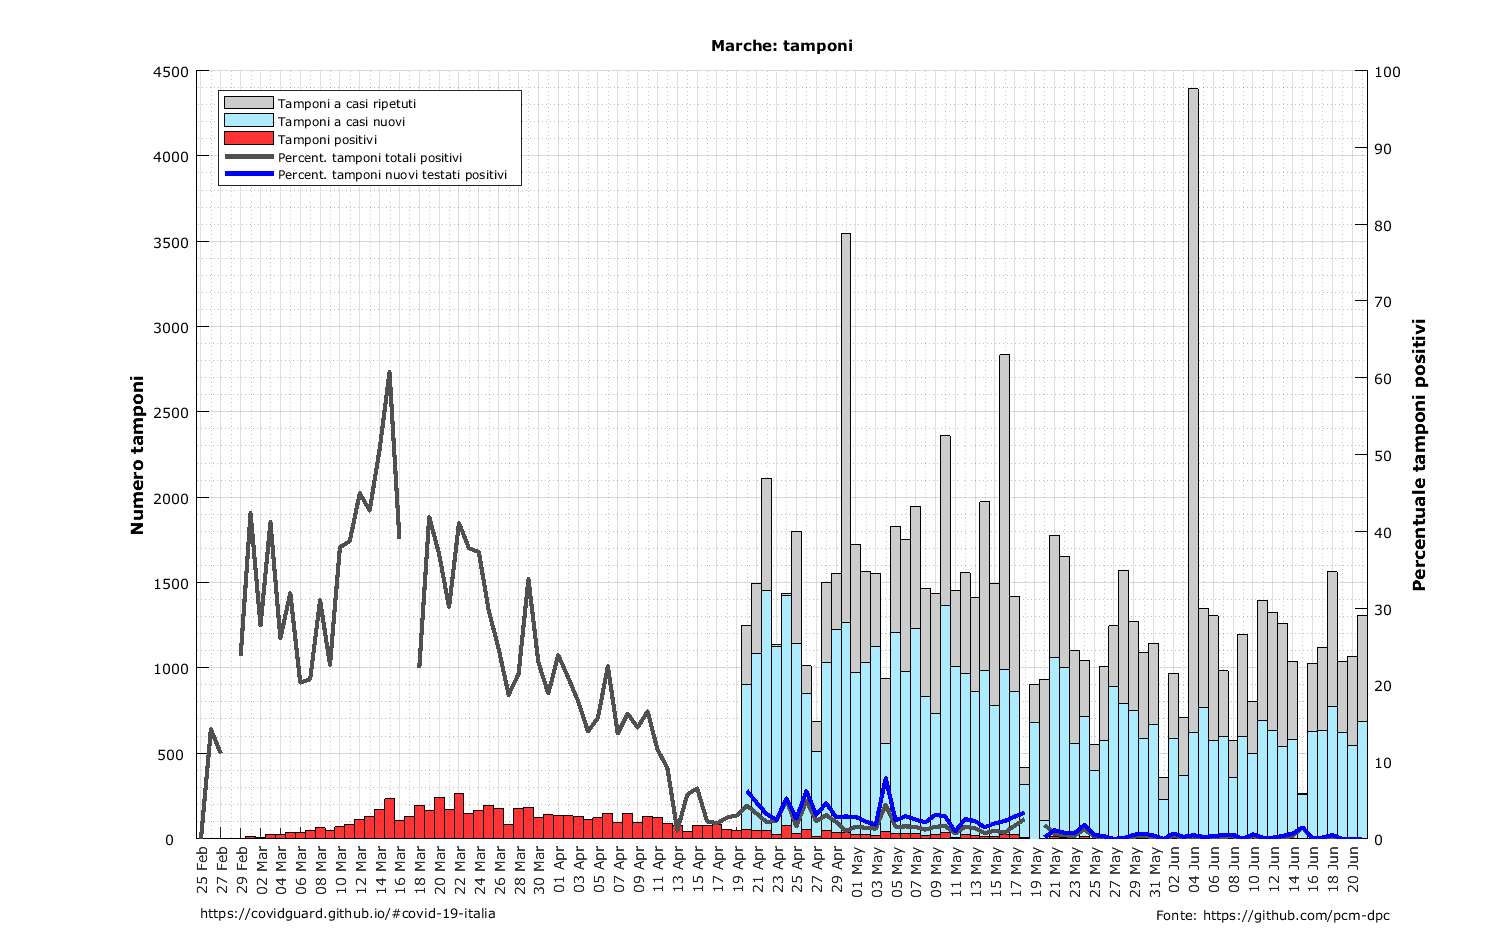 Marche: tamponi
4500
4000
3500
3000
2500
2000
1500
1000
500
0
Numero tamponi
Tamponi a casi ripetuti
Tamponi a casi nuovi
Tamponi positivi
Percent. tamponi totali positivi
Percent. tamponi nuovi testati positivi
100
90
80
70
60
50
40
30
20
10
0
Percentuale tamponi positivi
25 Feb
27 Feb
29 Feb
02 Mar
04 Mar
06 Mar
08 Mar
10 Mar
12 Mar
14 Mar
16 Mar
18 Mar
20 Mar
22 Mar
24 Mar
26 Mar
28 Mar
30 Mar
01 Apr
03 Apr
05 Apr
07 Apr
09 Apr
11 Apr
13 Apr
15 Apr
17 Apr
19 Apr
21 Apr
23 Apr
25 Apr
27 Apr
29 Apr
01 May
03 May
05 May
07 May
09 May
11 May
13 May
15 May
17 May
19 May
21 May
23 May
25 May
27 May
29 May
31 May
02 Jun
04 Jun
06 Jun
08 Jun
10 Jun
12 Jun
14 Jun
16 Jun
18 Jun
20 Jun
https://covidguard.github.io/#covid-19-italia
Fonte: https://github.com/pcm-dpc